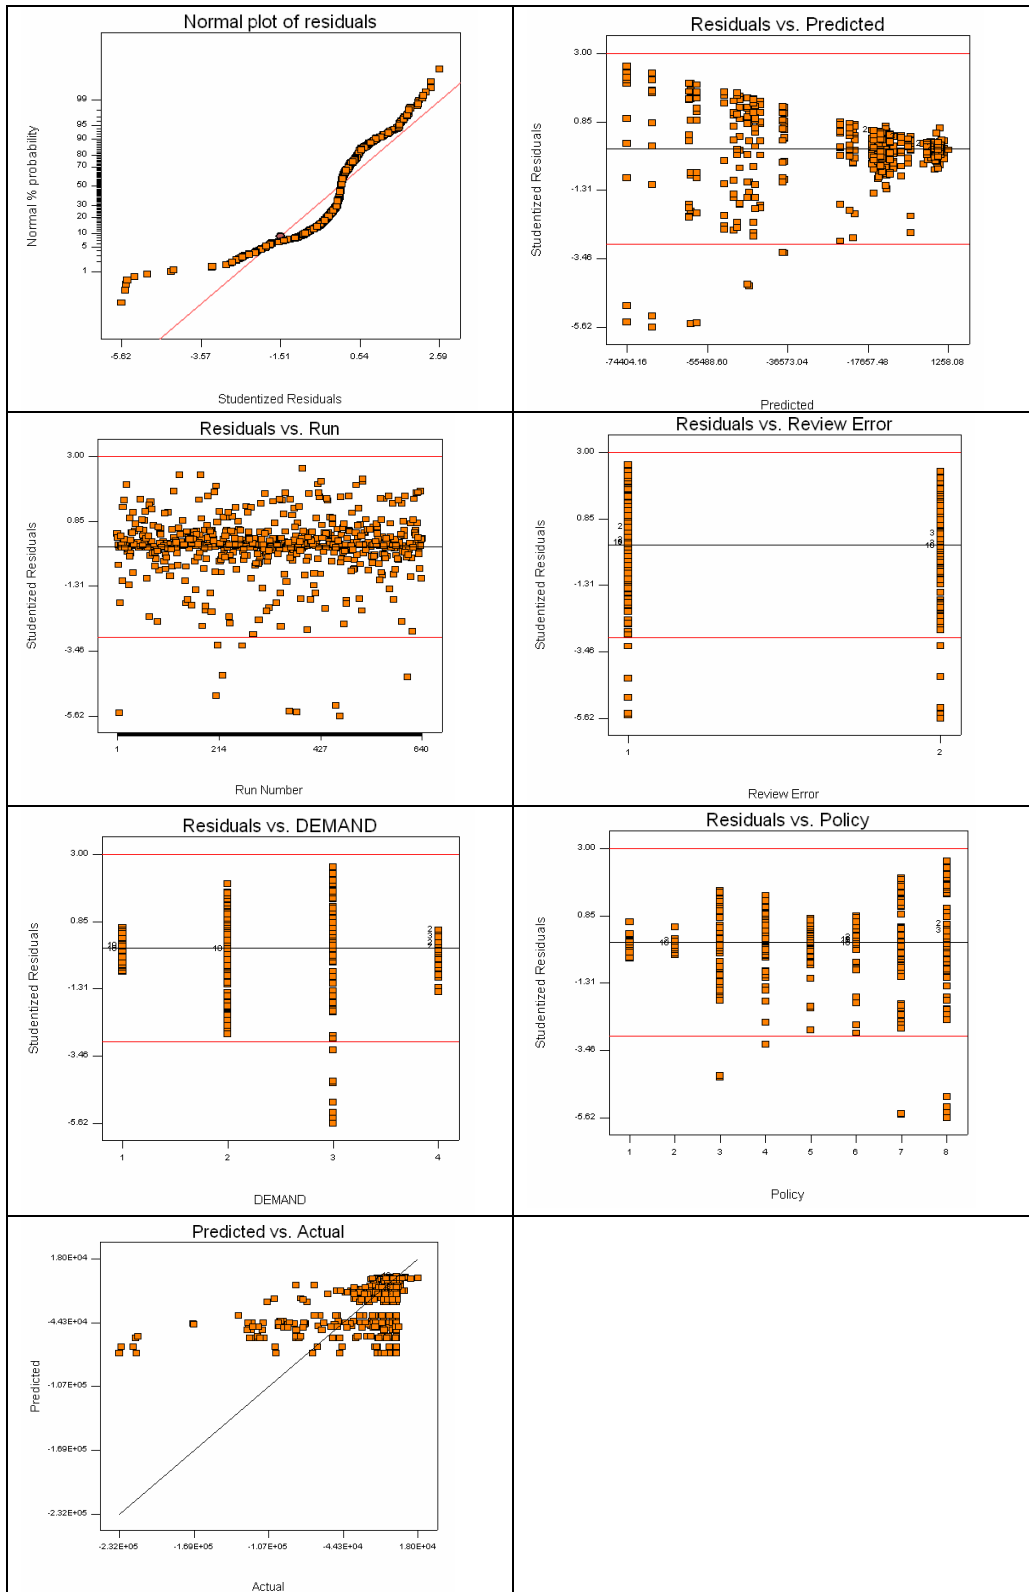 Normal plot of residuals
Normal % probability
99
95
90
80
70
50
30
20
10
5
1
-5.62 -3.57 -1.51 0.54 2.59
Studentized Residuals
Residuals vs. Predicted
Studentized Residuals
3.00
0.85
-1.31
-3.46
-5.62
2
2
-74404.16 -55488.60 -36573.04 -17657.48 1258.08
Predicted
Residuals vs. Run
Studentized Residuals
3.00
0.85
-1.31
-3.46
-5.62
1 214 427 640
Run Number
Residuals vs. Review Error
Studentized Residuals
3.00
0.85
-1.31
-3.46
-5.62
2
3
1 2
Review Error
Residuals vs. DEMAND
Studentized Residuals
3.00
0.85
-1.31
-3.46
-5.62
10
2
1 2 3 4
DEMAND
Residuals vs. Policy
Studentized Residuals
3.00
0.85
-1.31
-3.46
-5.62
2
3
1 2 3 4 5 6 7 8
Policy
Predicted vs. Actual
Predicted
1.80E+04
-4.43E+04
-1.07E+05
-1.69E+05
-2.32E+05
-2.32E+05 -1.69E+05 -1.07E+05 -4.43E+04 1.80E+04
Actual